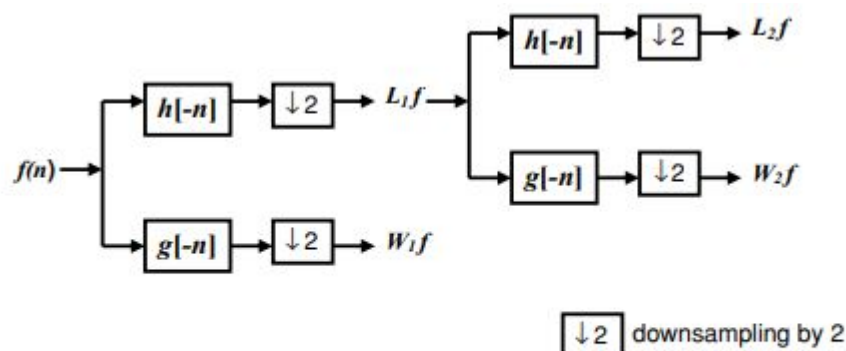 h[-n]
↓2
L₂f
h[-n]
↓2
L₁f
f(n)
g[-n]
↓2
W₂f
g[-n]
↓2
W₁f
↓2 downsampling by 2